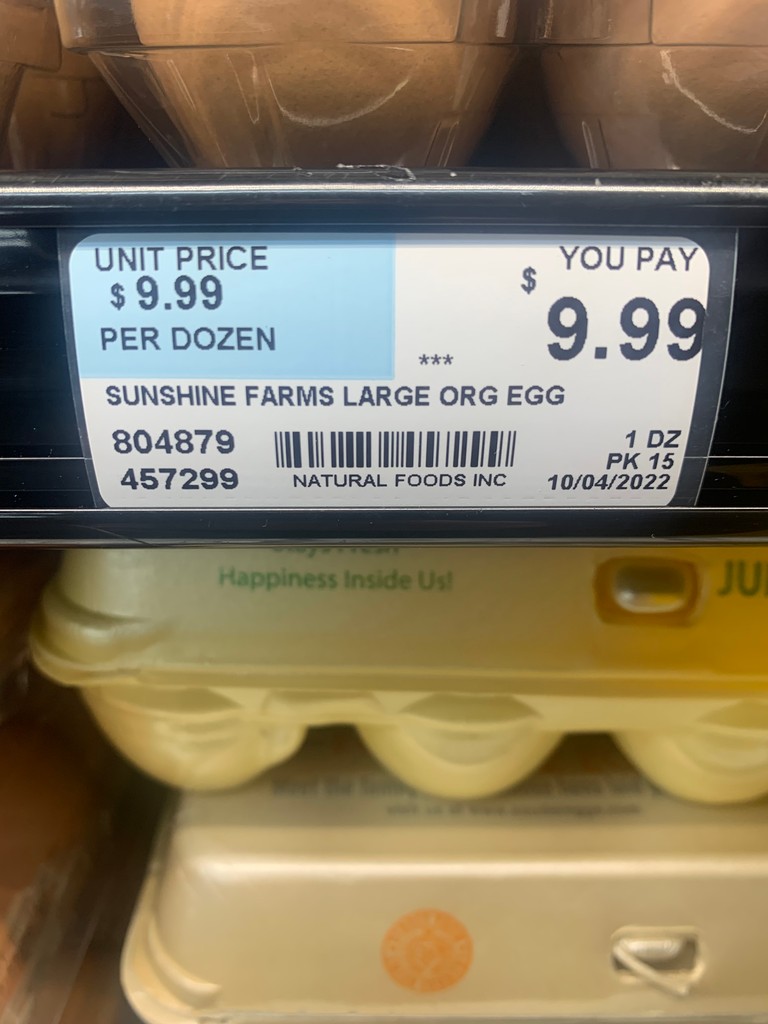 UNIT PRICE
$ 9.99
PER DOZEN
YOU PAY
$ 9.99
***
SUNSHINE FARMS LARGE ORG EGG
804879
457299
NATURAL FOODS INC
1 DZ
PK 15
10/04/2022
Happiness Inside Us!
JU